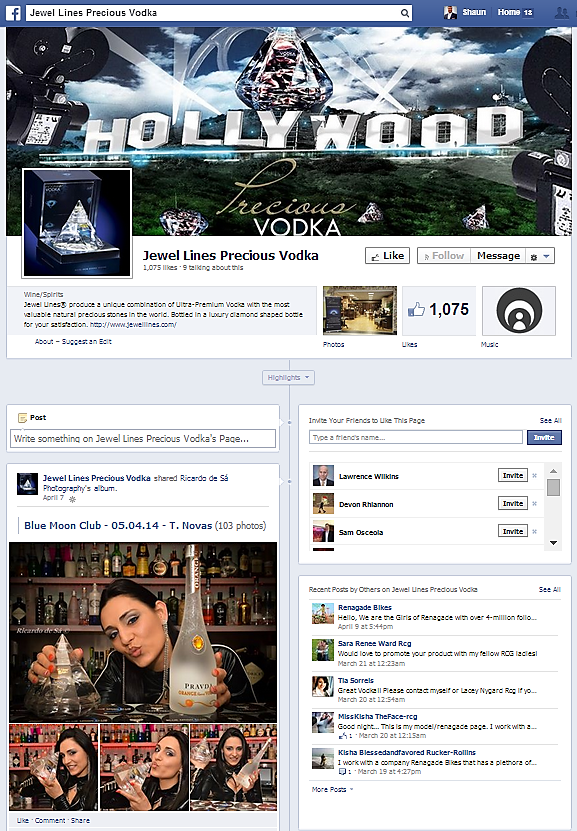 Jewel Lines Precious Vodka
Shaun
Home 12
HOLLYWOOD
Precious
VODKA
VODKA
Jewel Lines Precious Vodka
1,075 likes · 9 talking about this
Like
Follow
Message
Wine/Spirits
Jewel Lines® produce a unique combination of Ultra-Premium Vodka with the most
valuable natural precious stones in the world. Bottled in a luxury diamond shaped bottle
for your satisfaction. http://www.jewellines.com/
About – Suggest an Edit
1,075
Photos
Likes
Music
Highlights
Post
Write something on Jewel Lines Precious Vodka's Page...
Jewel Lines Precious Vodka shared Ricardo de Sá
Photography's album.
April 7
Blue Moon Club - 05.04.14 - T. Novas (103 photos)
Ricardo de Sá ©
PRAVDA
Like · Comment · Share
Invite Your Friends to Like This Page
See All
Type a friend's name...
Invite
Lawrence Wilkins
Invite
Devon Rhiannon
Invite
Sam Osceola
Invite
Recent Posts by Others on Jewel Lines Precious Vodka
See All
Renagade Bikes
Hello, We are the Girls of Renagade with over 4-million follo...
April 9 at 5:44pm
Sara Renee Ward Rcg
Would love to promote your product with my fellow RCG ladies!
March 21 at 12:23am
Tia Sorrels
Great Vodka!! Please contact myself or Lacey Nygard Rcg if yo...
March 20 at 12:54am
MissKisha TheFace-rcg
Good night... This is my model/renagade page. I work with a...
1 · March 20 at 12:15am
Kisha Blessedandfavored Rucker-Rollins
I work with a company Renagade Bikes that has a plethora of...
1 · March 19 at 4:27pm
More Posts